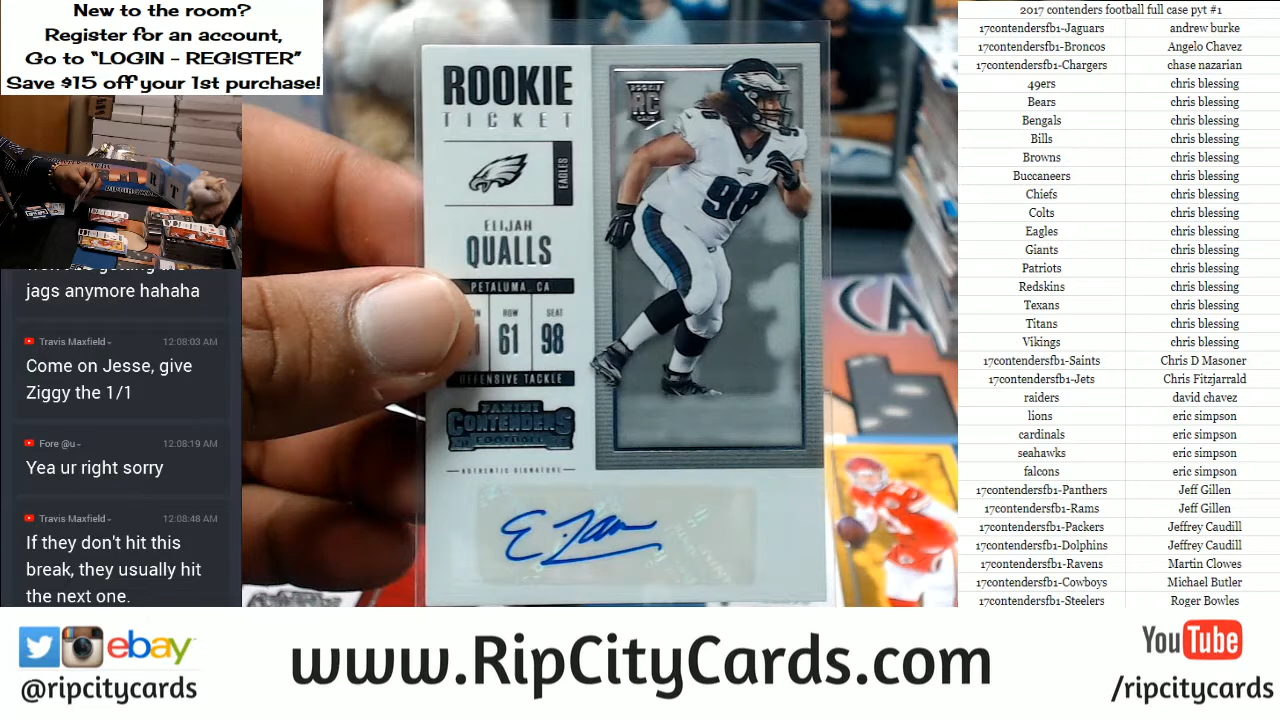 New to the room?
Register for an account,
Go to “LOGIN - REGISTER”
Save $15 off your 1st purchase!
jags anymore hahaha
Travis Maxfield
12:08:03 AM
Come on Jesse, give
Ziggy the 1/1
Fore @u
12:08:19 AM
Yea ur right sorry
Travis Maxfield
12:08:48 AM
If they don't hit this
break, they usually hit
the next one.
ROOKIE
TICKET
EAGLES
ELIJAH
QUALLS
PETALUMA, CA
ROW
SEAT
61
98
DEFENSIVE TACKLE
PANINI
CONTENDERS
FOOTBALL
AUTHENTIC SIGNATURE
ROOKIE
RC
98
2017 contenders football full case pyt #1
17contendersfb1-Jaguars andrew burke
17contendersfb1-Broncos Angelo Chavez
17contendersfb1-Chargers chase nazarian
49ers chris blessing
Bears chris blessing
Bengals chris blessing
Bills chris blessing
Browns chris blessing
Buccaneers chris blessing
Chiefs chris blessing
Colts chris blessing
Eagles chris blessing
Giants chris blessing
Patriots chris blessing
Redskins chris blessing
Texans chris blessing
Titans chris blessing
Vikings chris blessing
17contendersfb1-Saints Chris D Masoner
17contendersfb1-Jets Chris Fitzjarrald
raiders david chavez
lions eric simpson
cardinals eric simpson
seahawks eric simpson
falcons eric simpson
17contendersfb1-Panthers Jeff Gillen
17contendersfb1-Rams Jeff Gillen
17contendersfb1-Packers Jeffrey Caudill
17contendersfb1-Dolphins Jeffrey Caudill
17contendersfb1-Ravens Martin Clowes
17contendersfb1-Cowboys Michael Butler
17contendersfb1-Steelers Roger Bowles
ebay
@ripcitycards
www.RipCityCards.com
YouTube
/ripcitycards